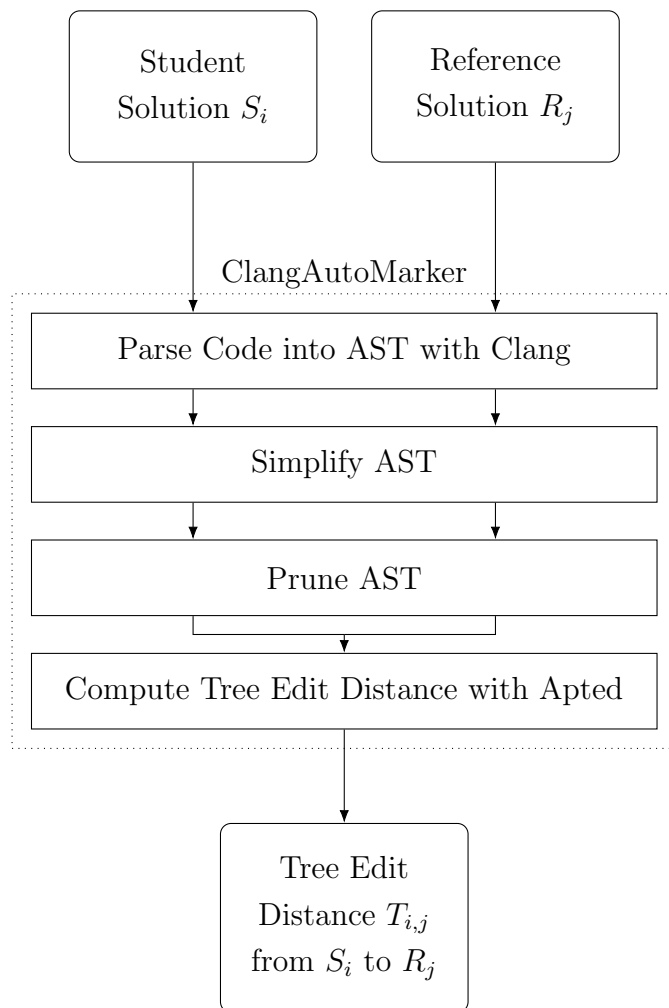 Student
Solution $S_i$
Reference
Solution $R_j$
ClangAutoMarker
Parse Code into AST with Clang
Simplify AST
Prune AST
Compute Tree Edit Distance with Apted
Tree Edit
Distance $T_{i,j}$
from $S_i$ to $R_j$